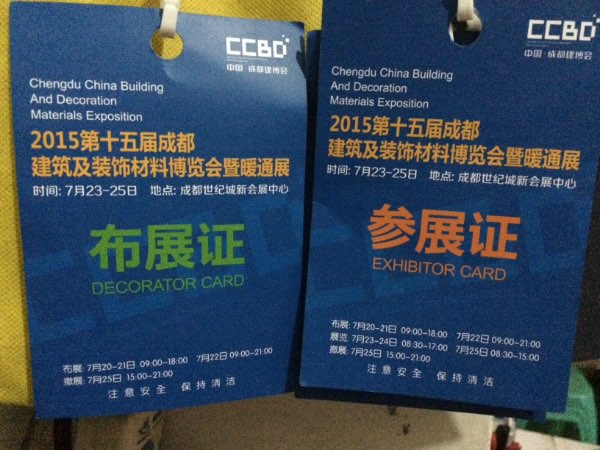 CCBD
中国·成都建博会
Chengdu China Building
And Decoration
Materials Exposition
2015第十五届成都
建筑及装饰材料博览会暨暖通展
时间: 7月23-25日 地点: 成都世纪城新会展中心
布展证
DECORATOR CARD
布展: 7月20-21日 09:00-18:00 7月22日09:00-21:00
撤展: 7月25日 15:00-21:00
注意安全 保持清洁
CCBD
中国·成都建博会
Chengdu China Building
And Decoration
Materials Exposition
2015第十五届成都
建筑及装饰材料博览会暨暖通展
时间: 7月23-25日 地点: 成都世纪城新会展中心
参展证
EXHIBITOR CARD
布展: 7月20-21日 09:00-18:00 7月22日 09:00-21:00
展览: 7月23-24日 08:30-17:00 7月25日 08:30-15:00
撤展: 7月25日 15:00-21:00
注意安全 保持清洁